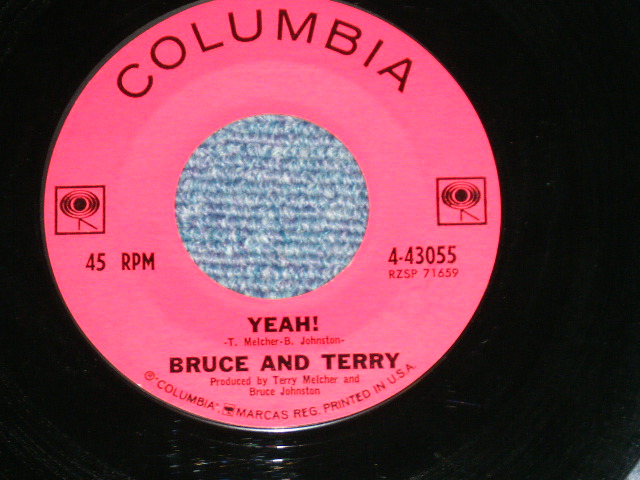 COLUMBIA
45 RPM
4-43055
RZSP 71659
YEAH!
-T. Melcher-B. Johnston-
BRUCE AND TERRY
Produced by Terry Melcher and
Bruce Johnston
℗"COLUMBIA", MARCAS REG. PRINTED IN U.S.A.